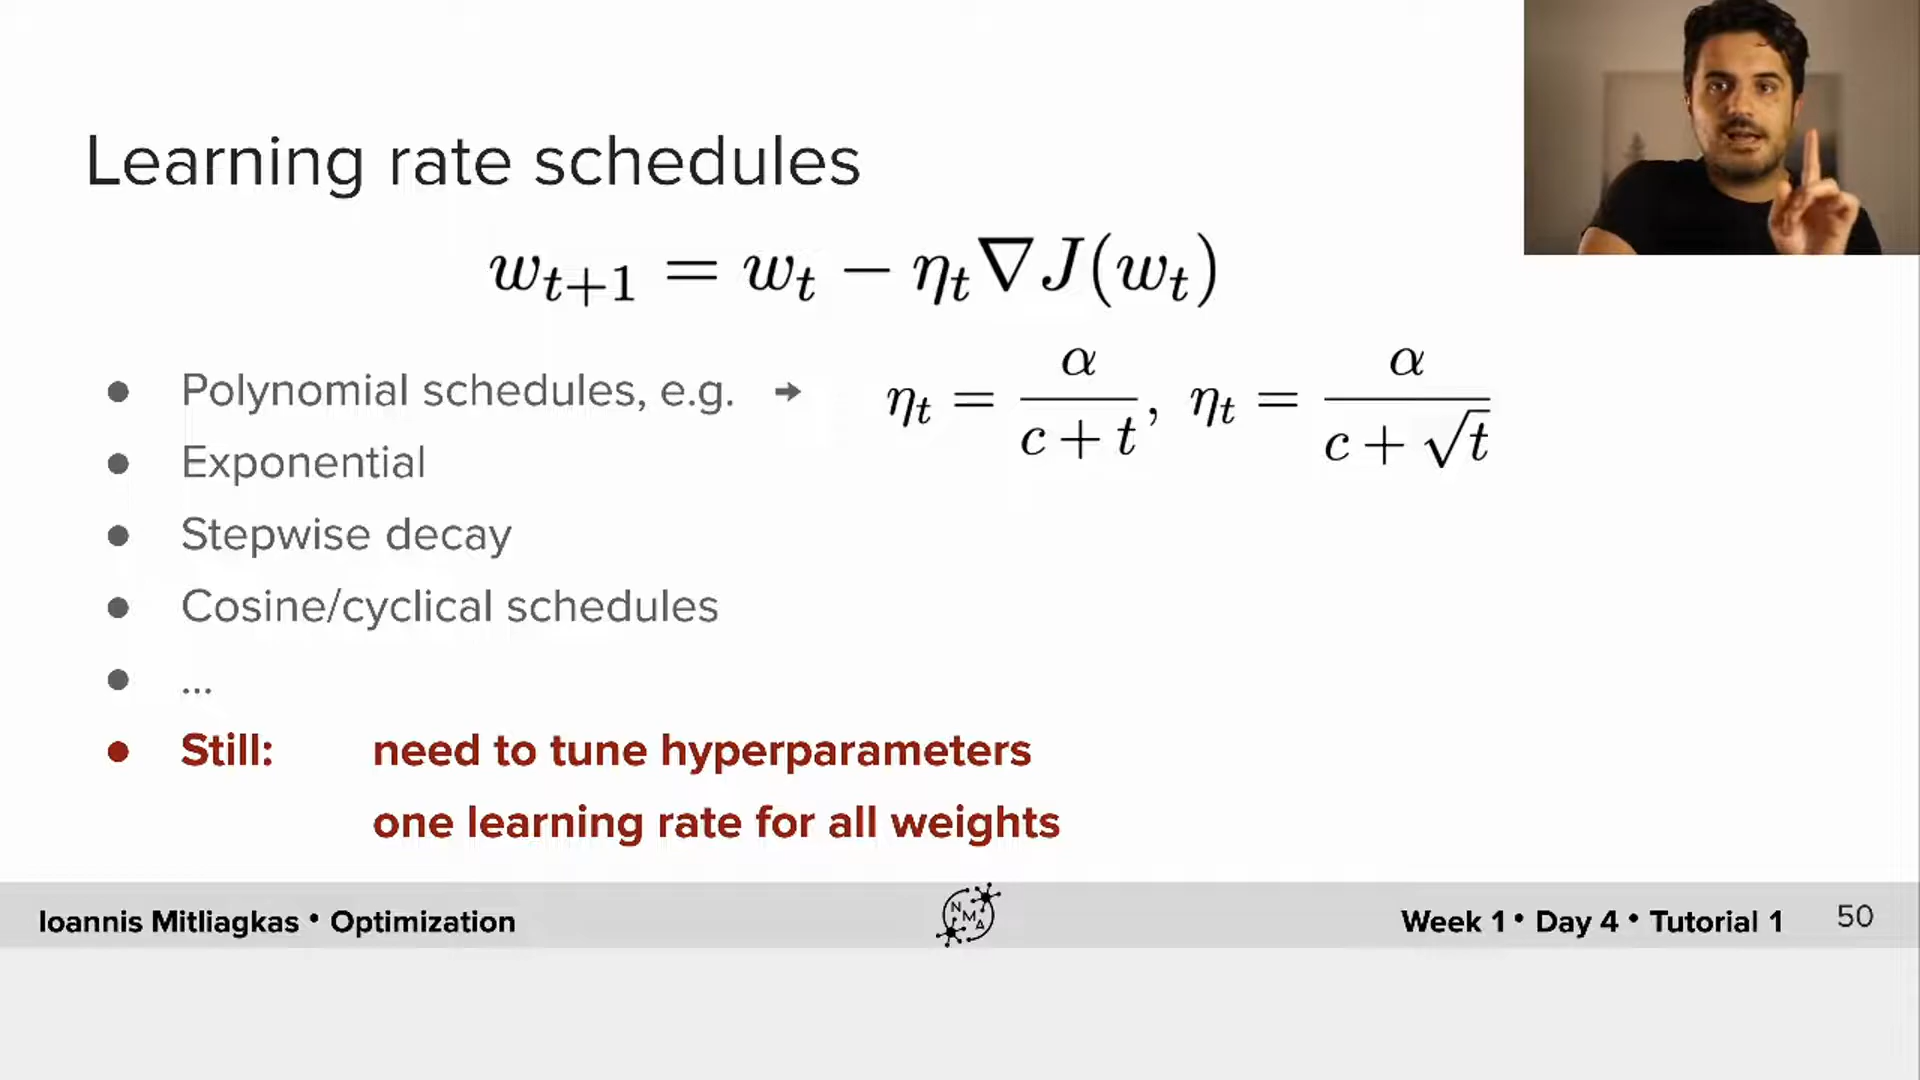 Learning rate schedules
w_{t+1} = w_t − η_t ∇J(w_t)
● Polynomial schedules, e.g. → η_t = α / (c + t), η_t = α / (c + √t)
● Exponential
● Stepwise decay
● Cosine/cyclical schedules
● ...
● Still: need to tune hyperparameters
one learning rate for all weights
Ioannis Mitliagkas • Optimization
N M A
Week 1 • Day 4 • Tutorial 1 50